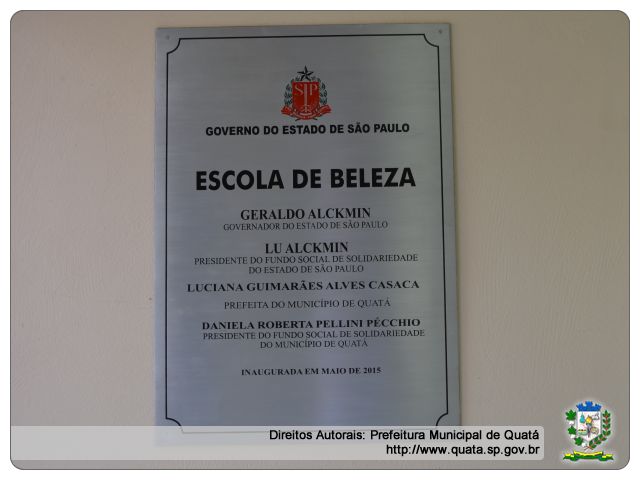 SP
GOVERNO DO ESTADO DE SÃO PAULO
ESCOLA DE BELEZA
GERALDO ALCKMIN
GOVERNADOR DO ESTADO DE SÃO PAULO
LU ALCKMIN
PRESIDENTE DO FUNDO SOCIAL DE SOLIDARIEDADE
DO ESTADO DE SÃO PAULO
LUCIANA GUIMARÃES ALVES CASACA
PREFEITA DO MUNICÍPIO DE QUATÁ
DANIELA ROBERTA PELLINI PÉCCHIO
PRESIDENTE DO FUNDO SOCIAL DE SOLIDARIEDADE
DO MUNICÍPIO DE QUATÁ
INAUGURADA EM MAIO DE 2015
Direitos Autorais: Prefeitura Municipal de Quatá
http://www.quata.sp.gov.br